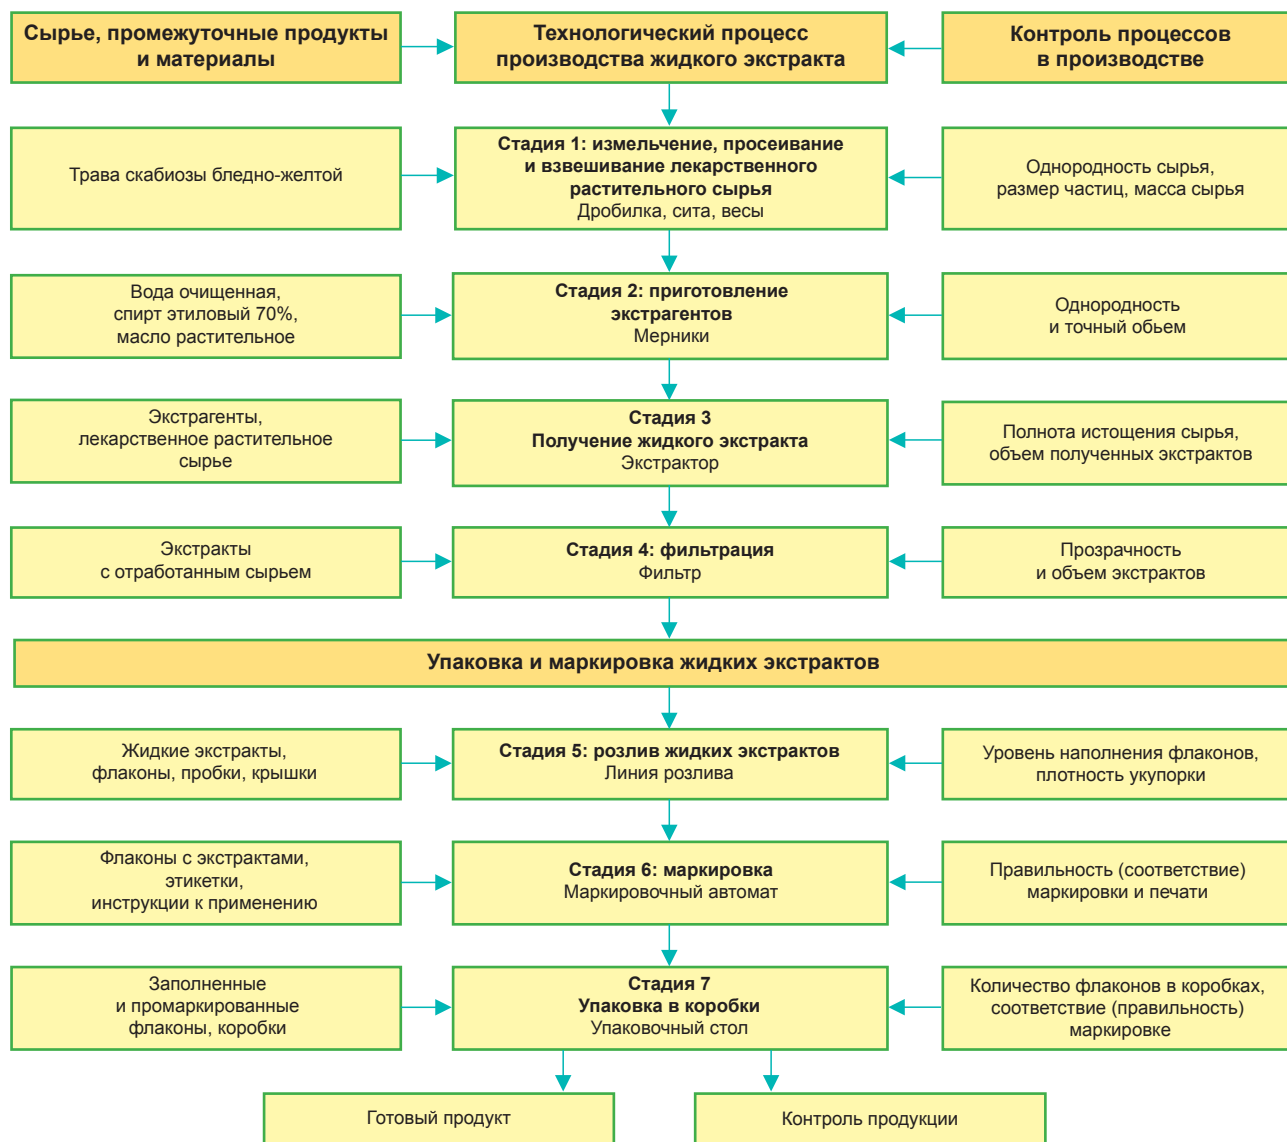 Сырье, промежуточные продукты
и материалы
Технологический процесс
производства жидкого экстракта
Контроль процессов
в производстве
Трава скабиозы бледно-желтой
Стадия 1: измельчение, просеивание
и взвешивание лекарственного
растительного сырья
Дробилка, сита, весы
Однородность сырья,
размер частиц, масса сырья
Вода очищенная,
спирт этиловый 70%,
масло растительное
Стадия 2: приготовление
экстрагентов
Мерники
Однородность
и точный обьем
Экстрагенты,
лекарственное растительное
сырье
Стадия 3
Получение жидкого экстракта
Экстрактор
Полнота истощения сырья,
объем полученных экстрактов
Экстракты
с отработанным сырьем
Стадия 4: фильтрация
Фильтр
Прозрачность
и объем экстрактов
Упаковка и маркировка жидких экстрактов
Жидкие экстракты,
флаконы, пробки, крышки
Стадия 5: розлив жидких экстрактов
Линия розлива
Уровень наполнения флаконов,
плотность укупорки
Флаконы с экстрактами,
этикетки,
инструкции к применению
Стадия 6: маркировка
Маркировочный автомат
Правильность (соответствие)
маркировки и печати
Заполненные
и промаркированные
флаконы, коробки
Стадия 7
Упаковка в коробки
Упаковочный стол
Количество флаконов в коробках,
соответствие (правильность)
маркировке
Готовый продукт
Контроль продукции